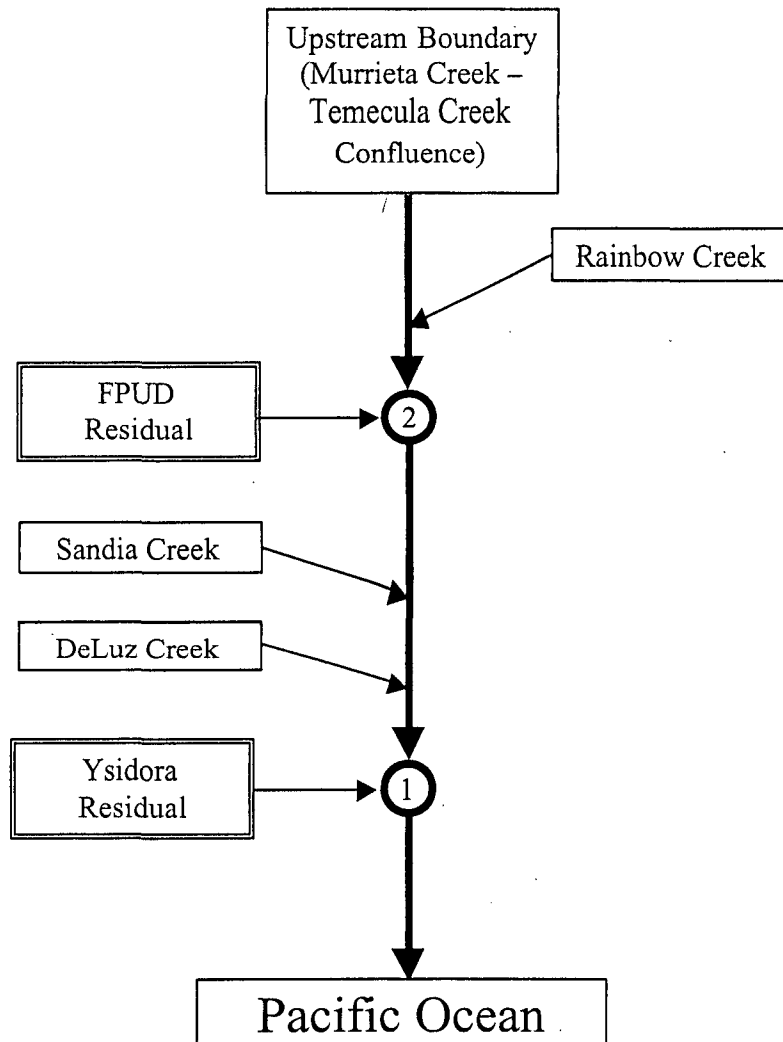 Upstream Boundary
(Murrieta Creek –
Temecula Creek
Confluence)
Rainbow Creek
FPUD
Residual
2
Sandia Creek
DeLuz Creek
Ysidora
Residual
1
Pacific Ocean